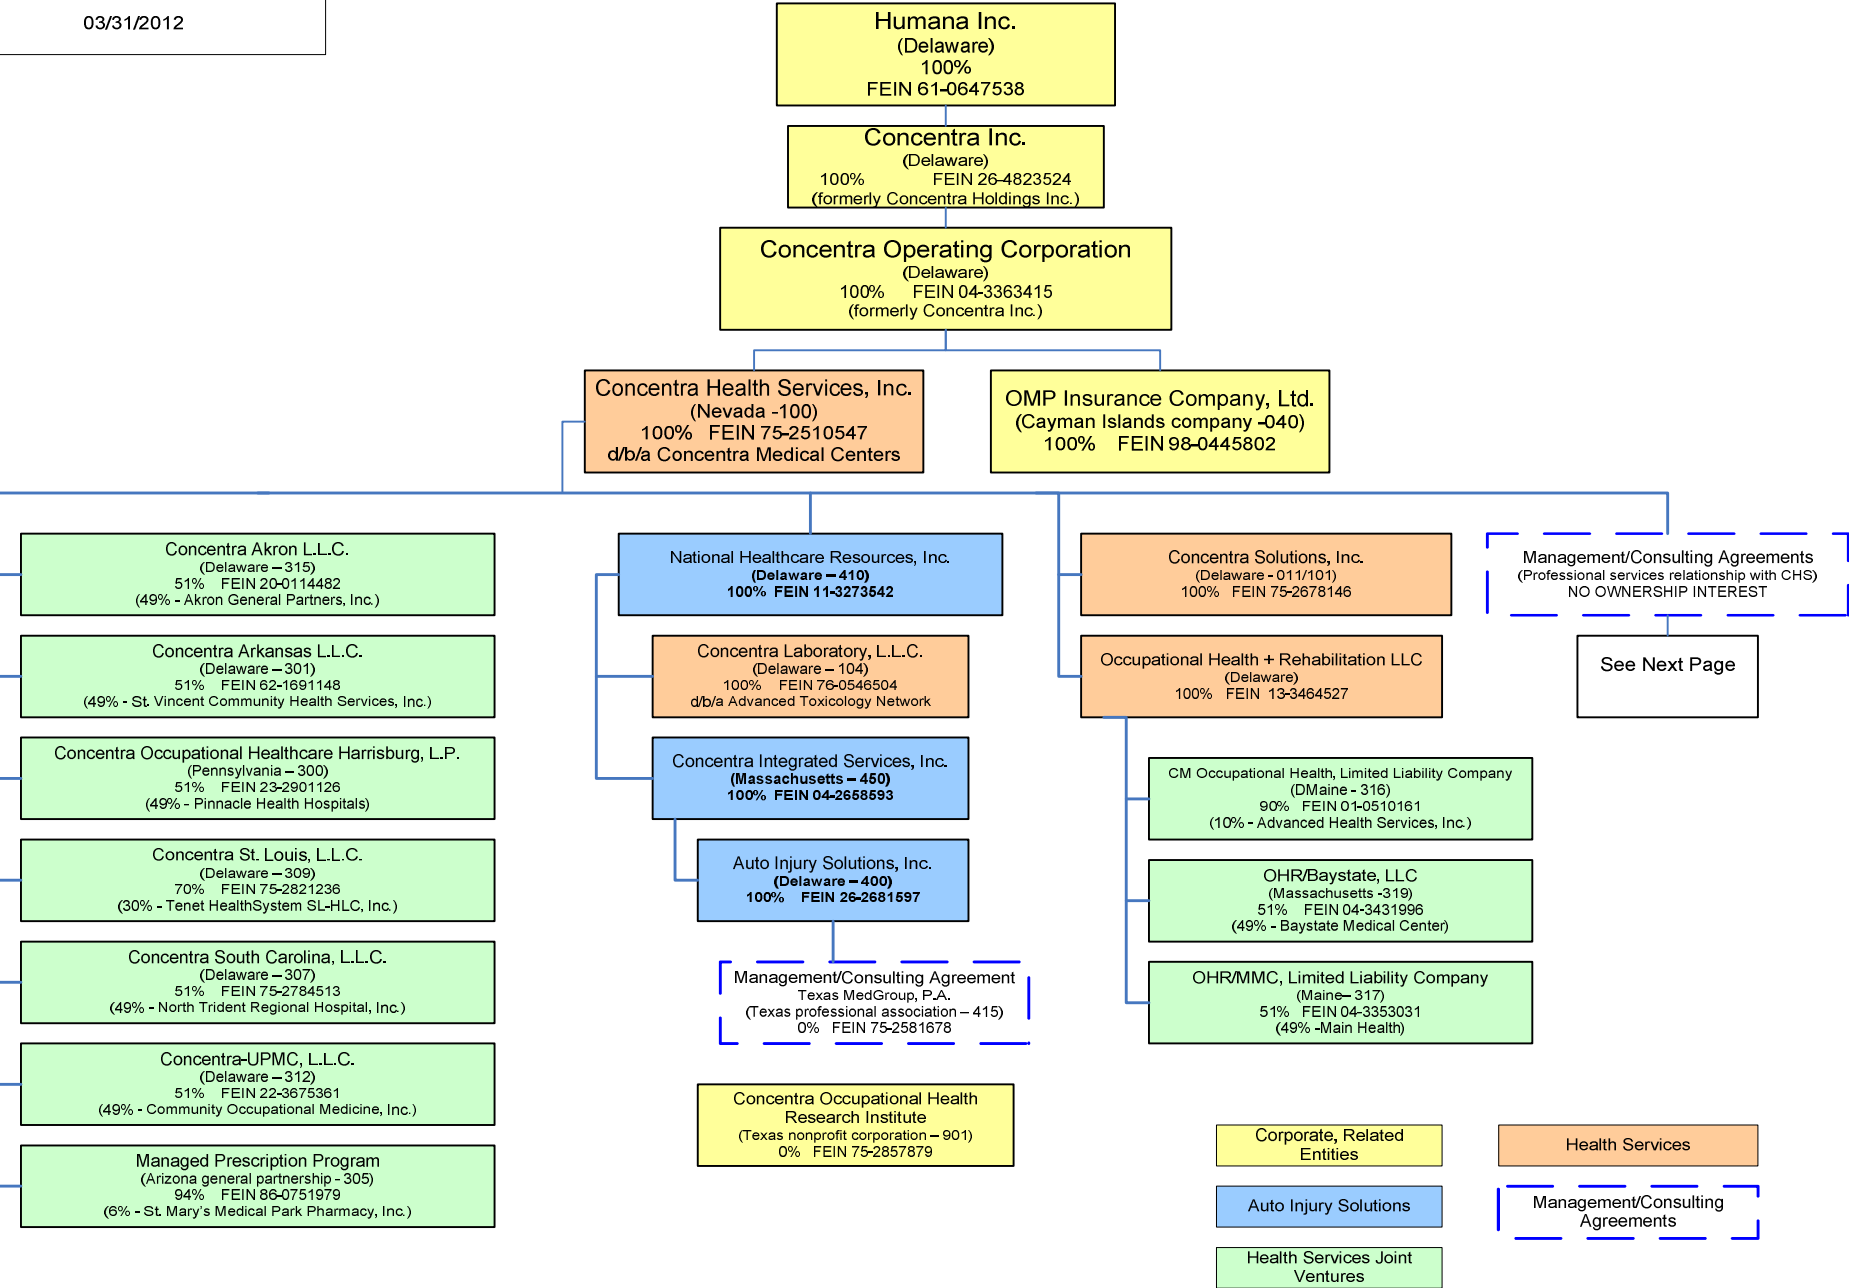 03/31/2012
Humana Inc.
(Delaware)
100%
FEIN 61-0647538
Concentra Inc.
(Delaware)
100% FEIN 26-4823524
(formerly Concentra Holdings Inc.)
Concentra Operating Corporation
(Delaware)
100% FEIN 04-3363415
(formerly Concentra Inc.)
Concentra Health Services, Inc.
(Nevada -100)
100% FEIN 75-2510547
d/b/a Concentra Medical Centers
OMP Insurance Company, Ltd.
(Cayman Islands company -040)
100% FEIN 98-0445802
Concentra Akron L.L.C.
(Delaware – 315)
51% FEIN 20-0114482
(49% - Akron General Partners, Inc.)
Concentra Arkansas L.L.C.
(Delaware – 301)
51% FEIN 62-1691148
(49% - St. Vincent Community Health Services, Inc.)
Concentra Occupational Healthcare Harrisburg, L.P.
(Pennsylvania – 300)
51% FEIN 23-2901126
(49% - Pinnacle Health Hospitals)
Concentra St. Louis, L.L.C.
(Delaware – 309)
70% FEIN 75-2821236
(30% - Tenet HealthSystem SL-HLC, Inc.)
Concentra South Carolina, L.L.C.
(Delaware – 307)
51% FEIN 75-2784513
(49% - North Trident Regional Hospital, Inc.)
Concentra-UPMC, L.L.C.
(Delaware – 312)
51% FEIN 22-3675361
(49% - Community Occupational Medicine, Inc.)
Managed Prescription Program
(Arizona general partnership - 305)
94% FEIN 86-0751979
(6% - St. Mary's Medical Park Pharmacy, Inc.)
National Healthcare Resources, Inc.
(Delaware – 410)
100% FEIN 11-3273542
Concentra Laboratory, L.L.C.
(Delaware – 104)
100% FEIN 76-0546504
d/b/a Advanced Toxicology Network
Concentra Integrated Services, Inc.
(Massachusetts – 450)
100% FEIN 04-2658593
Auto Injury Solutions, Inc.
(Delaware – 400)
100% FEIN 26-2681597
Management/Consulting Agreement
Texas MedGroup, P.A.
(Texas professional association – 415)
0% FEIN 75-2581678
Concentra Occupational Health
Research Institute
(Texas nonprofit corporation – 901)
0% FEIN 75-2857879
Concentra Solutions, Inc.
(Delaware - 011/101)
100% FEIN 75-2678146
Occupational Health + Rehabilitation LLC
(Delaware)
100% FEIN 13-3464527
CM Occupational Health, Limited Liability Company
(DMaine - 316)
90% FEIN 01-0510161
(10% - Advanced Health Services, Inc.)
OHR/Baystate, LLC
(Massachusetts -319)
51% FEIN 04-3431996
(49% - Baystate Medical Center)
OHR/MMC, Limited Liability Company
(Maine– 317)
51% FEIN 04-3353031
(49% -Main Health)
Management/Consulting Agreements
(Professional services relationship with CHS)
NO OWNERSHIP INTEREST
See Next Page
Corporate, Related
Entities
Health Services
Auto Injury Solutions
Management/Consulting
Agreements
Health Services Joint
Ventures